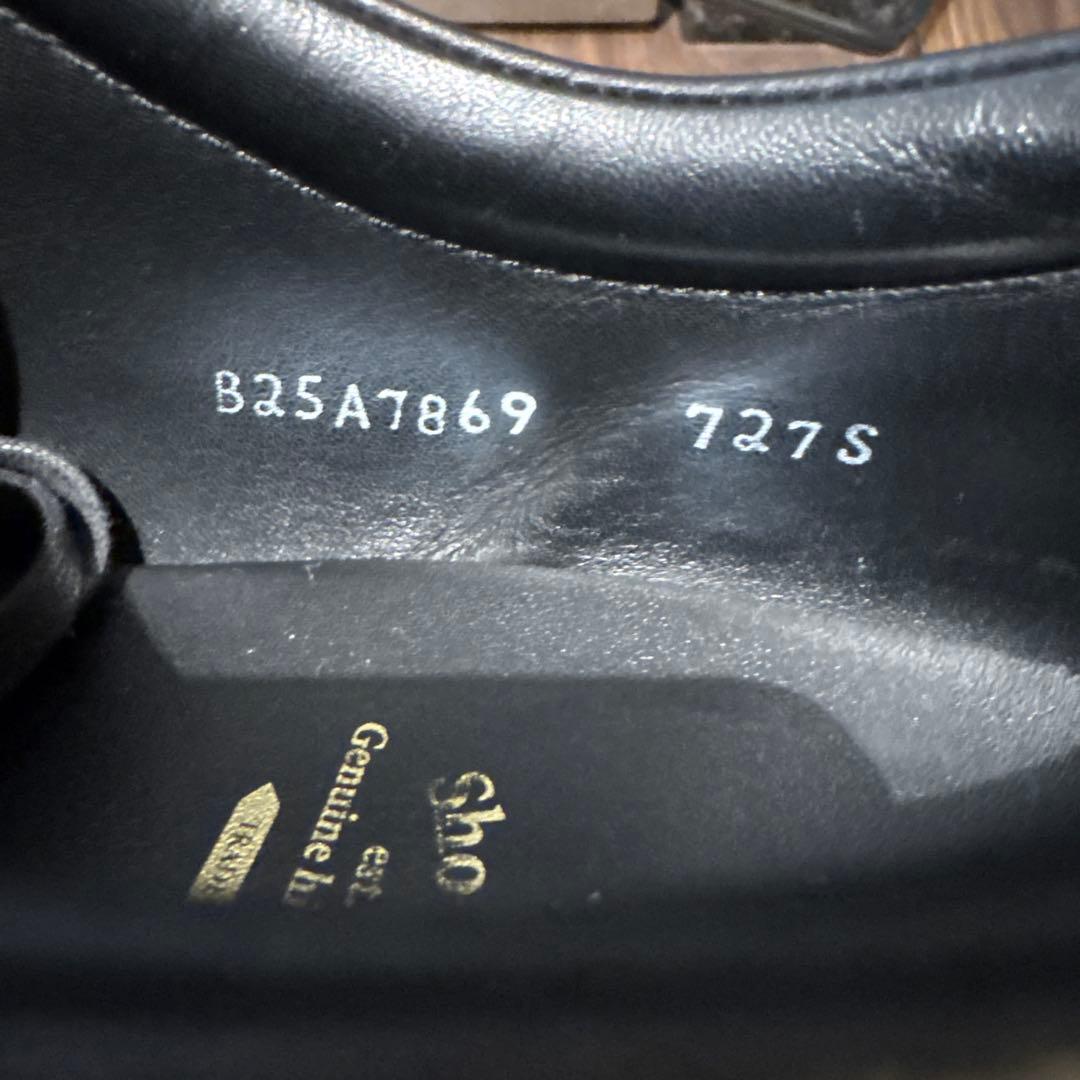 B25A7869 727S
Sho
est
Genuine h